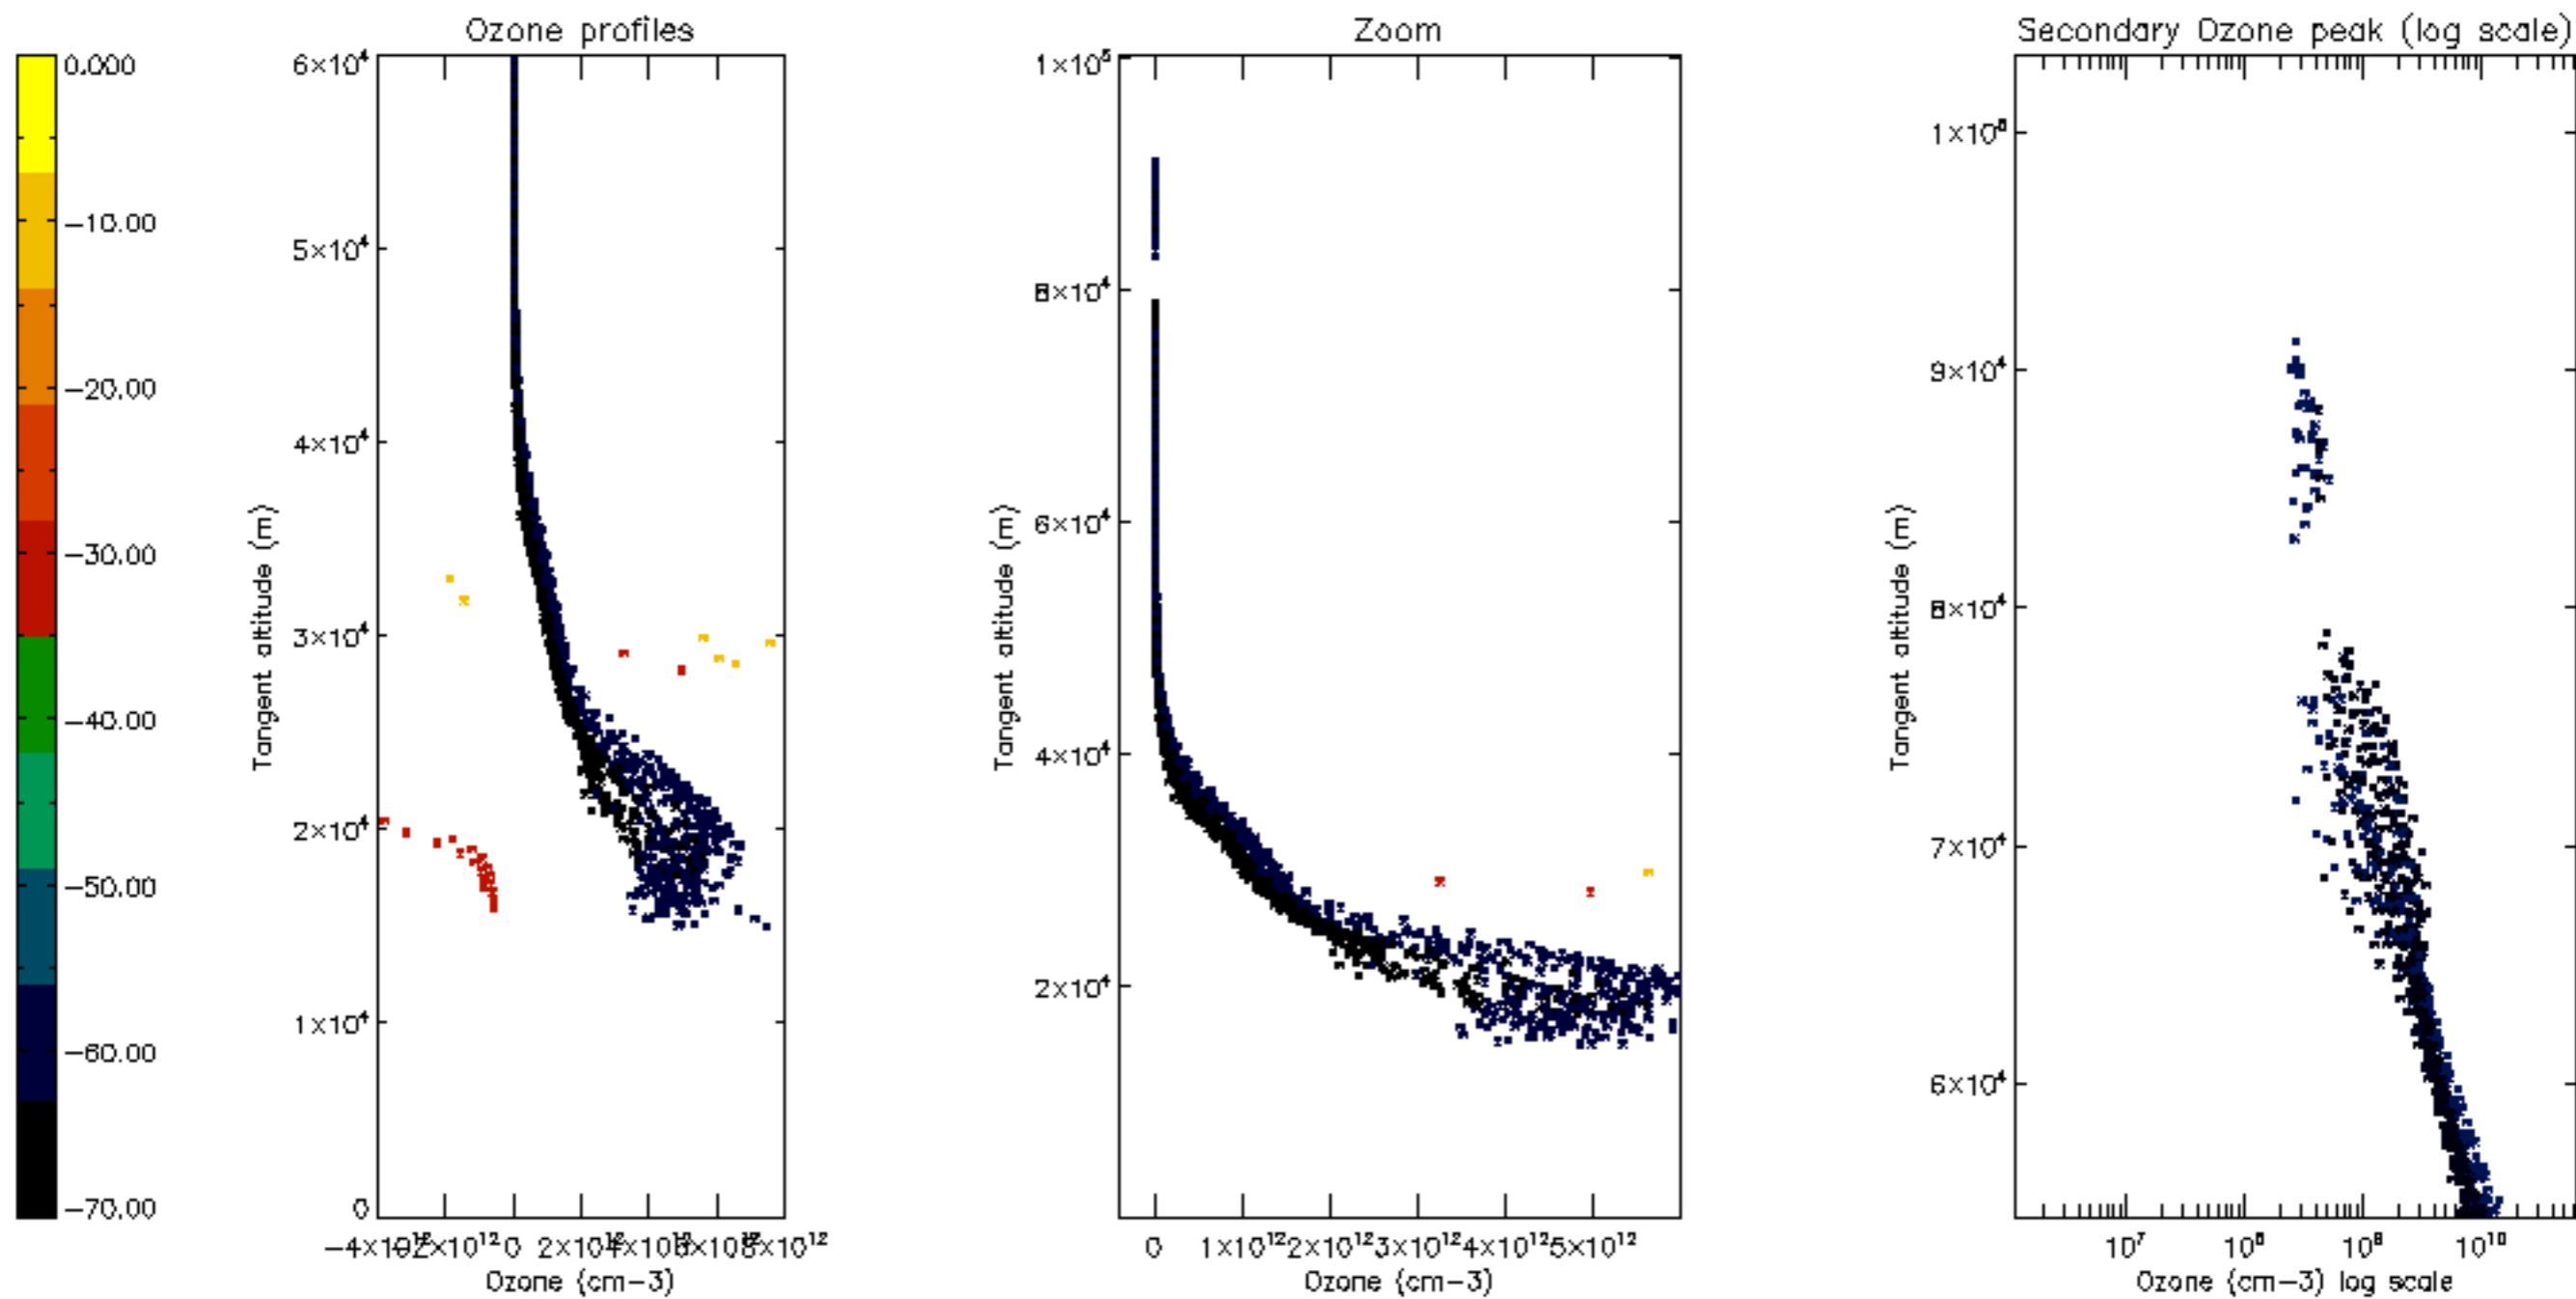 Ozone profiles
Zoom
Secondary Ozone peak (log scale)
0.000
−10.00
−20.00
−30.00
−40.00
−50.00
−60.00
−70.00
6×10⁴
5×10⁴
4×10⁴
3×10⁴
2×10⁴
1×10⁴
0
Tangent altitude (m)
0
Ozone (cm−3)
1×10⁵
8×10⁴
6×10⁴
4×10⁴
2×10⁴
Tangent altitude (m)
0 1×10¹² 2×10¹² 3×10¹² 4×10¹² 5×10¹²
Ozone (cm−3)
9×10⁴
8×10⁴
7×10⁴
6×10⁴
Tangent altitude (m)
10⁷ 10⁸ 10⁹ 10¹⁰
Ozone (cm−3) log scale